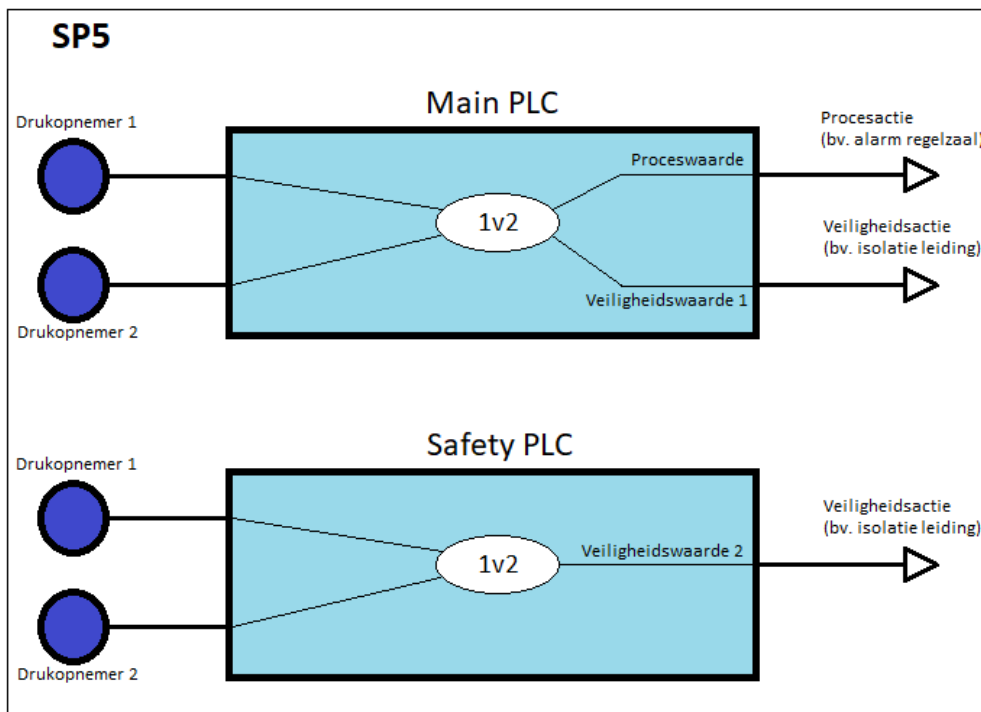 SP5
Main PLC
Drukopnemer 1
Procesactie
(bv. alarm regelzaal)
Proceswaarde
1v2
Veiligheidsactie
(bv. isolatie leiding)
Veiligheidswaarde 1
Drukopnemer 2
Safety PLC
Drukopnemer 1
Veiligheidsactie
(bv. isolatie leiding)
1v2
Veiligheidswaarde 2
Drukopnemer 2